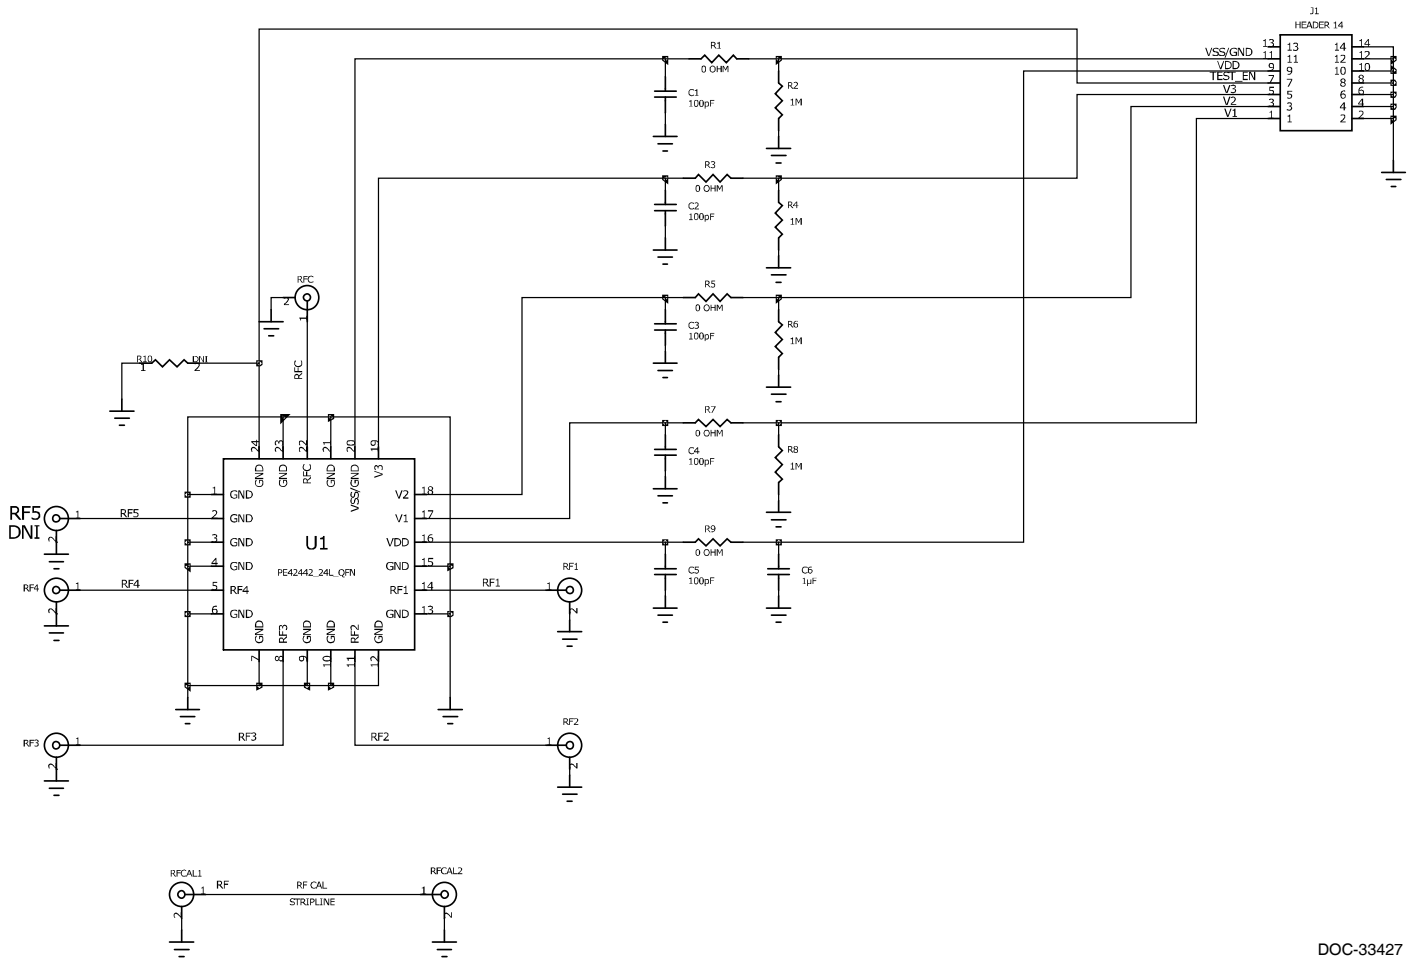 J1
HEADER 14
13 13 14 14
VSS/GND 11 11 12 12
VDD 9 9 10 10
TEST_EN 7 7 8 8
V3 5 5 6 6
V2 3 3 4 4
V1 1 1 2 2
R1
0 OHM
C1
100pF
R2
1M
R3
0 OHM
C2
100pF
R4
1M
R5
0 OHM
C3
100pF
R6
1M
R7
0 OHM
C4
100pF
R8
1M
R9
0 OHM
C5
100pF
C6
1µF
RFC
2
1
RFC
R10 DNI
1 2
24 23 22 21 20 19
GND GND RFC GND VSS/GND V3
1 GND
2 GND
3 GND
4 GND
5 RF4
6 GND
U1
PE42442_24L_QFN
V2 18
V1 17
VDD 16
GND 15
RF1 14
GND 13
GND RF3 GND GND RF2 GND
7 8 9 10 11 12
RF5
DNI
1 RF5
2
RF4
1 RF4
2
RF1
RF1 1
2
RF3
1 RF3
2
RF2
RF2 1
2
RFCAL1
1 RF
2
RF CAL
STRIPLINE
RFCAL2
1
2
DOC-33427